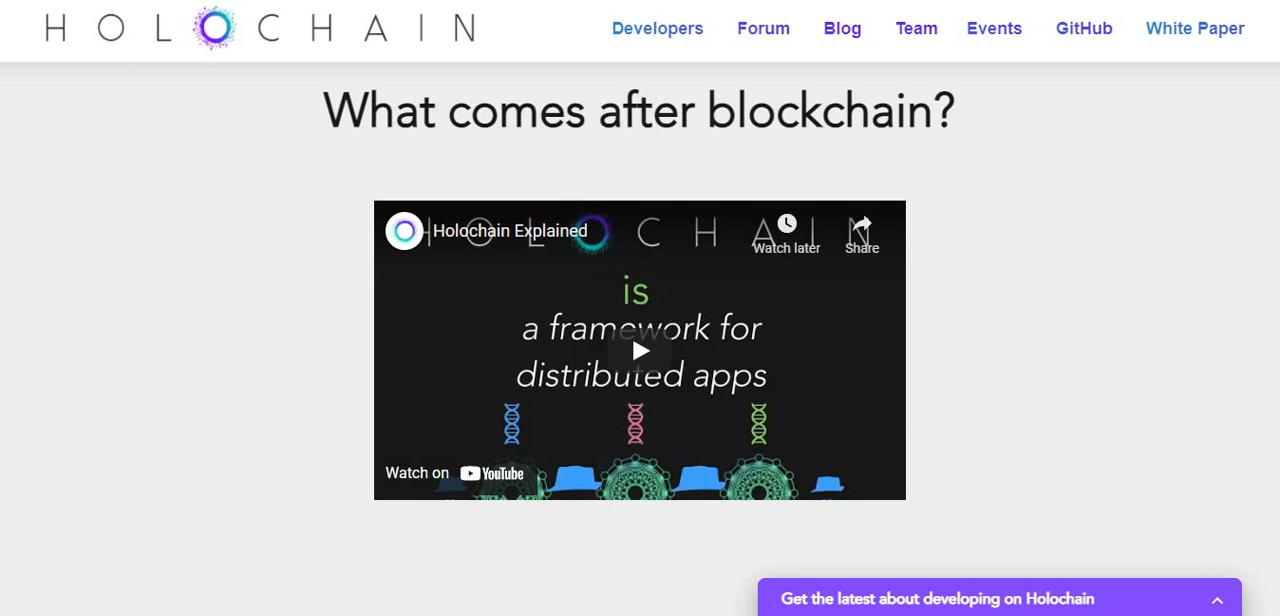 HOLOCHAIN
Developers Forum Blog Team Events GitHub White Paper
What comes after blockchain?
HOLOCHAIN
Holochain Explained
Watch later
Share
is
a framework for
distributed apps
Watch on YouTube
Get the latest about developing on Holochain